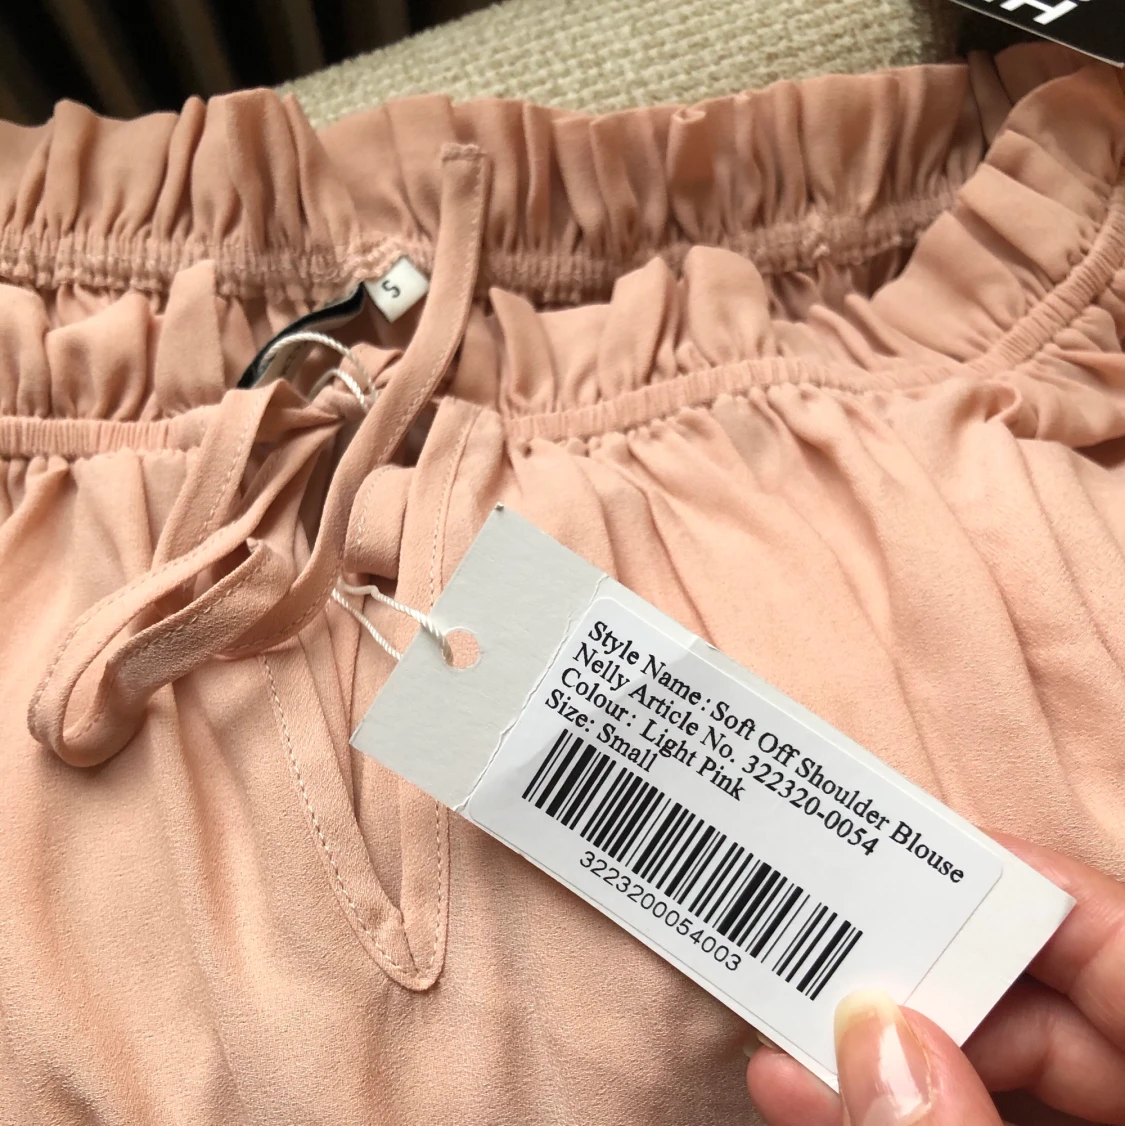 S
Style Name: Soft Off Shoulder Blouse
Nelly Article No. 322320-0054
Colour: Light Pink
Size: Small
3223200054003